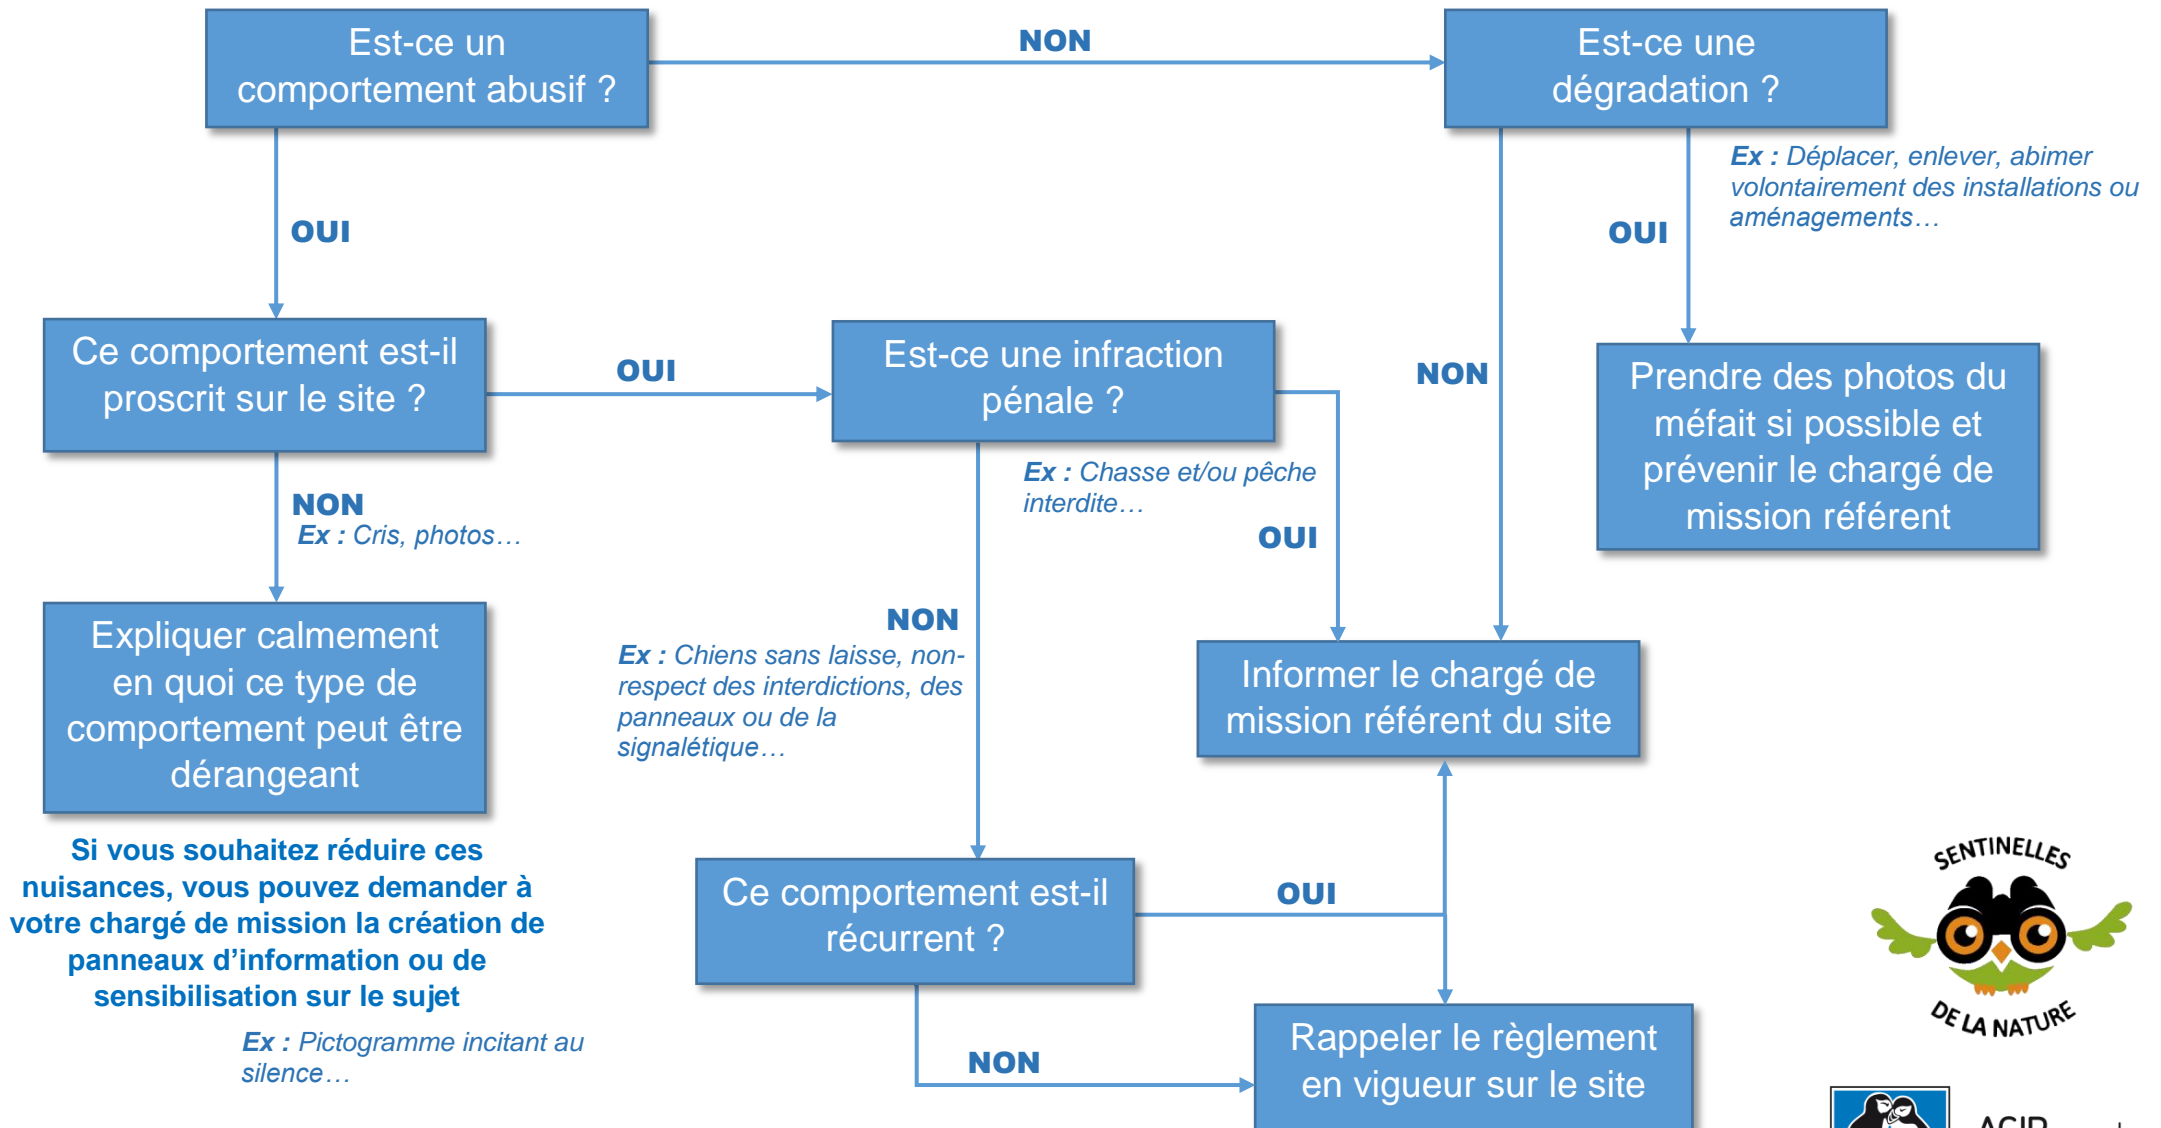 Est-ce un
comportement abusif ?
NON
Est-ce une
dégradation ?
Ex : Déplacer, enlever, abimer
volontairement des installations ou
aménagements…
OUI
OUI
Ce comportement est-il
proscrit sur le site ?
OUI
Est-ce une infraction
pénale ?
NON
Prendre des photos du
méfait si possible et
prévenir le chargé de
mission référent
Ex : Chasse et/ou pêche
interdite…
OUI
NON
Ex : Cris, photos…
Expliquer calmement
en quoi ce type de
comportement peut être
dérangeant
NON
Ex : Chiens sans laisse, non-
respect des interdictions, des
panneaux ou de la
signalétique…
Informer le chargé de
mission référent du site
Si vous souhaitez réduire ces
nuisances, vous pouvez demander à
votre chargé de mission la création de
panneaux d’information ou de
sensibilisation sur le sujet
Ex : Pictogramme incitant au
silence…
Ce comportement est-il
récurrent ?
OUI
NON
Rappeler le règlement
en vigueur sur le site
SENTINELLES
DE LA NATURE
AGIR